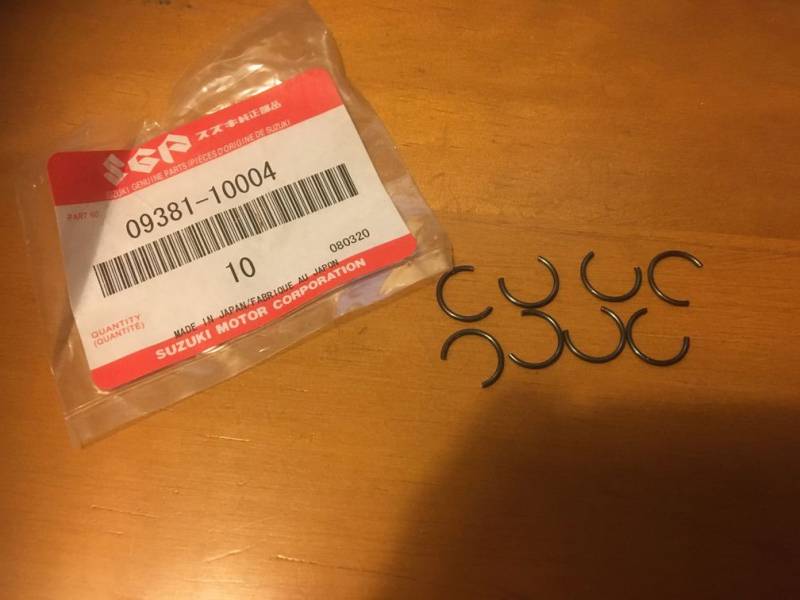 SGP スズキ純正部品
SUZUKI GENUINE PARTS (PIÈCES D'ORIGINE DE SUZUKI)
PART NO.
09381-10004
10
080320
QUANTITY
(QUANTITÉ)
MADE IN JAPAN/FABRIQUE AU JAPON
SUZUKI MOTOR CORPORATION